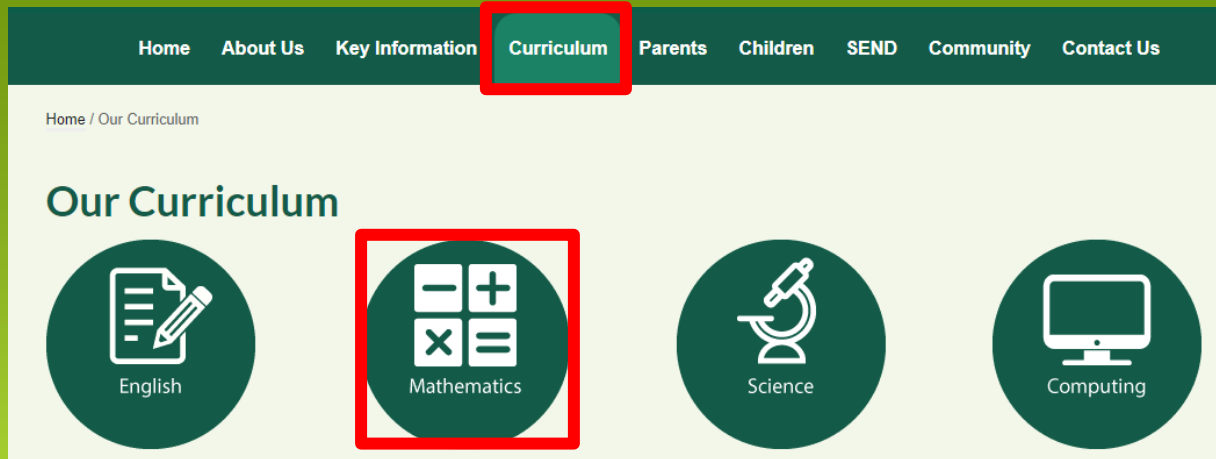 Home About Us Key Information Curriculum Parents Children SEND Community Contact Us
Home / Our Curriculum
Our Curriculum
English Mathematics Science Computing